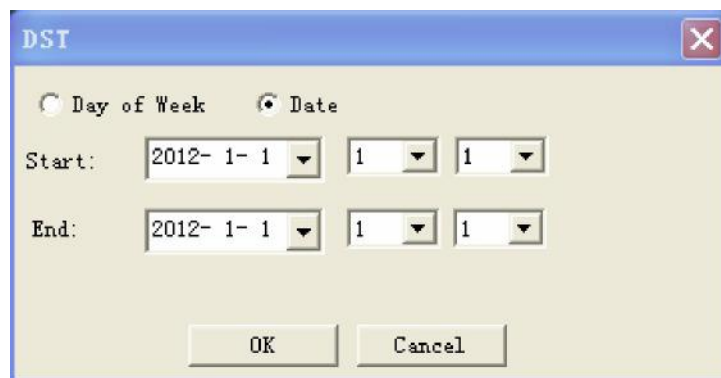 DST
Day of Week Date
Start: 2012- 1- 1 1 1
End: 2012- 1- 1 1 1
OK Cancel